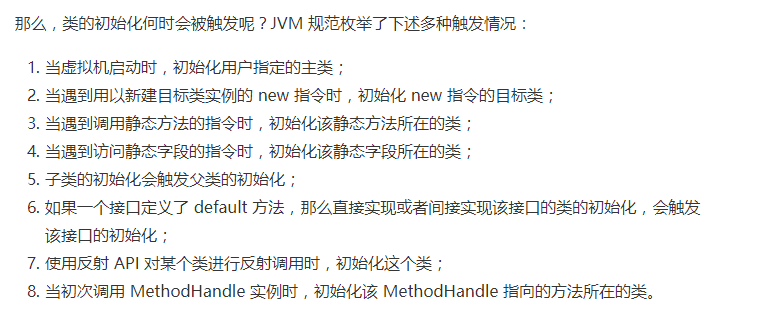 那么，类的初始化何时会被触发呢？JVM 规范枚举了下述多种触发情况：
1. 当虚拟机启动时，初始化用户指定的主类；
2. 当遇到用以新建目标类实例的 new 指令时，初始化 new 指令的目标类；
3. 当遇到调用静态方法的指令时，初始化该静态方法所在的类；
4. 当遇到访问静态字段的指令时，初始化该静态字段所在的类；
5. 子类的初始化会触发父类的初始化；
6. 如果一个接口定义了 default 方法，那么直接实现或者间接实现该接口的类的初始化，会触发
该接口的初始化；
7. 使用反射 API 对某个类进行反射调用时，初始化这个类；
8. 当初次调用 MethodHandle 实例时，初始化该 MethodHandle 指向的方法所在的类。